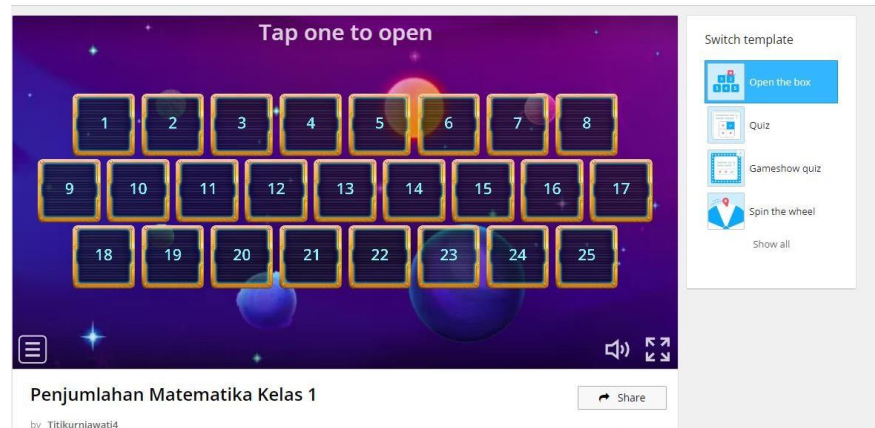 Tap one to open
1 2 3 4 5 6 7 8
9 10 11 12 13 14 15 16 17
18 19 20 21 22 23 24 25
Switch template
Open the box
Quiz
Gameshow quiz
Spin the wheel
Show all
Penjumlahan Matematika Kelas 1
Share
by Titikurniawati4